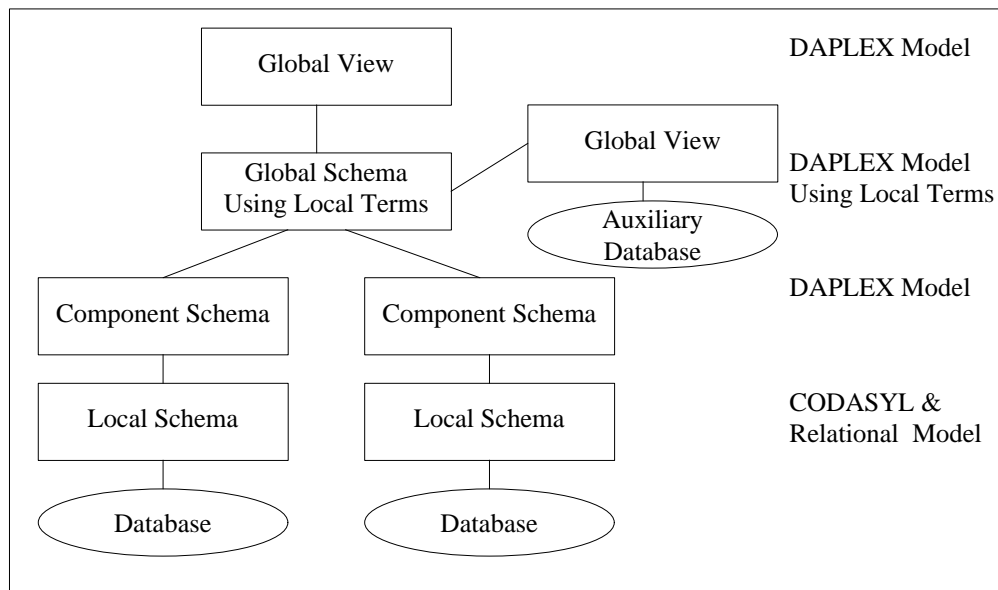 Global View
DAPLEX Model
Global View
Global Schema
Using Local Terms
DAPLEX Model
Using Local Terms
Auxiliary
Database
Component Schema
Component Schema
DAPLEX Model
Local Schema
Local Schema
CODASYL &
Relational Model
Database
Database